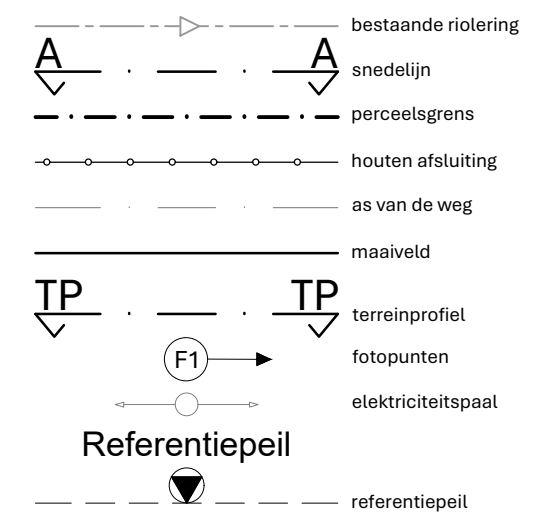 bestaande riolering
A A
snedelijn
perceelsgrens
houten afsluiting
as van de weg
maaiveld
TP TP
terreinprofiel
F1 fotopunten
elektriciteitspaal
Referentiepeil
referentiepeil